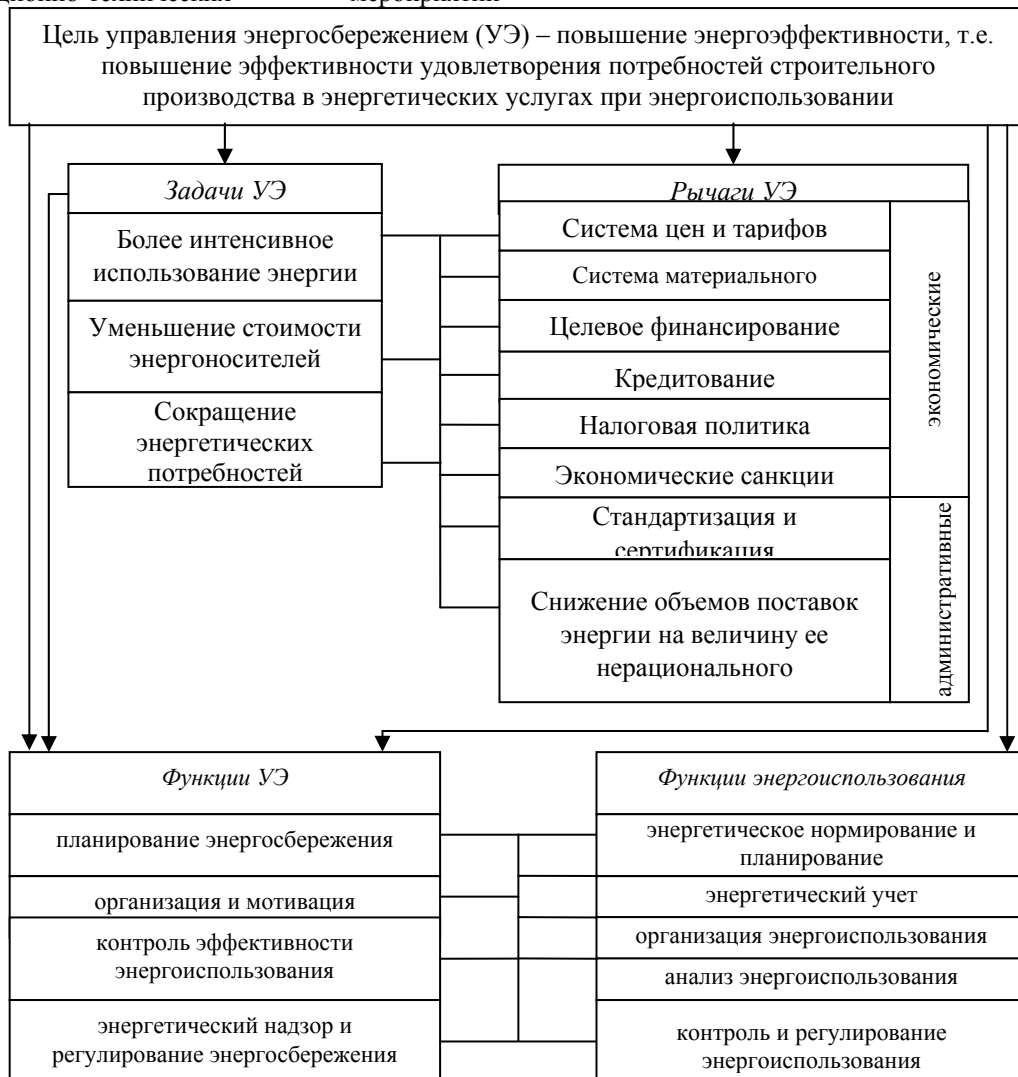 Цель управления энергосбережением (УЭ) – повышение энергоэффективности, т.е.
повышение эффективности удовлетворения потребностей строительного
производства в энергетических услугах при энергоиспользовании
Задачи УЭ
Более интенсивное
использование энергии
Уменьшение стоимости
энергоносителей
Сокращение
энергетических
потребностей
Рычаги УЭ
Система цен и тарифов
Система материального
Целевое финансирование
Кредитование
Налоговая политика
Экономические санкции
Стандартизация и
сертификация
Снижение объемов поставок
энергии на величину ее
нерационального
экономические
административные
Функции УЭ
планирование энергосбережения
организация и мотивация
контроль эффективности
энергоиспользования
энергетический надзор и
регулирование энергосбережения
Функции энергоиспользования
энергетическое нормирование и
планирование
энергетический учет
организация энергоиспользования
анализ энергоиспользования
контроль и регулирование
энергоиспользования